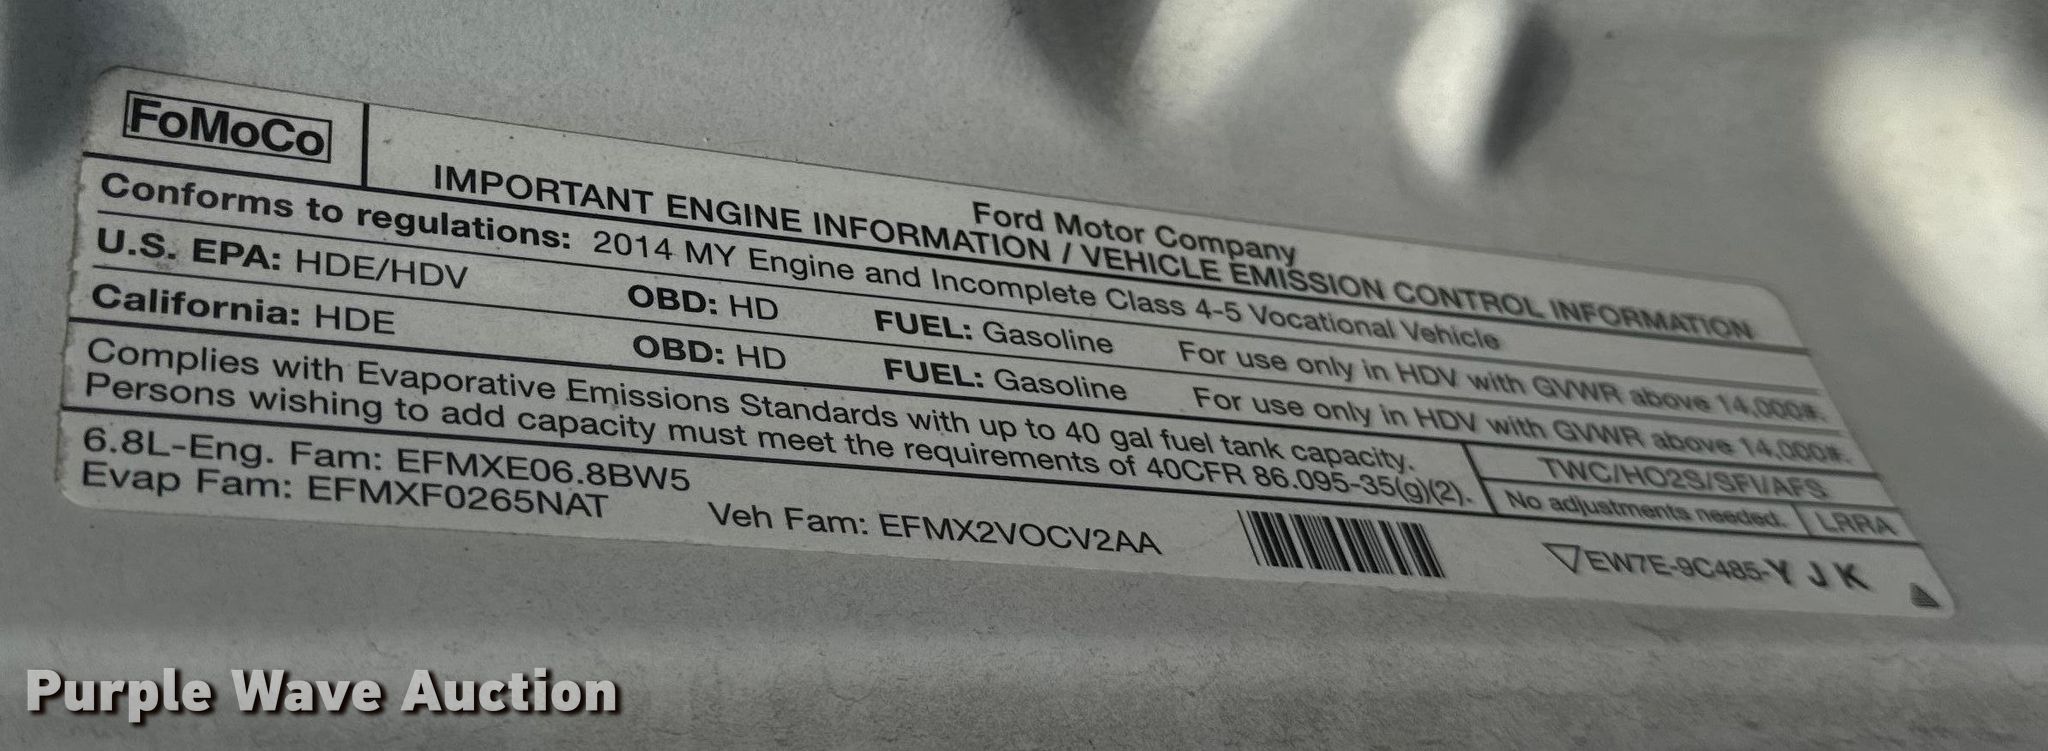 FoMoCo
Ford Motor Company
IMPORTANT ENGINE INFORMATION / VEHICLE EMISSION CONTROL INFORMATION
Conforms to regulations: 2014 MY Engine and Incomplete Class 4-5 Vocational Vehicle
U.S. EPA: HDE/HDV OBD: HD FUEL: Gasoline For use only in HDV with GVWR above 14,000#.
California: HDE OBD: HD FUEL: Gasoline For use only in HDV with GVWR above 14,000#.
Complies with Evaporative Emissions Standards with up to 40 gal fuel tank capacity.
Persons wishing to add capacity must meet the requirements of 40CFR 86.095-35(g)(2).
TWC/HO2S/SFI/AFS
No adjustments needed. LRRA
6.8L-Eng. Fam: EFMXE06.8BW5
Evap Fam: EFMXF0265NAT Veh Fam: EFMX2VOCV2AA
EW7E-9C485-Y J K
Purple Wave Auction